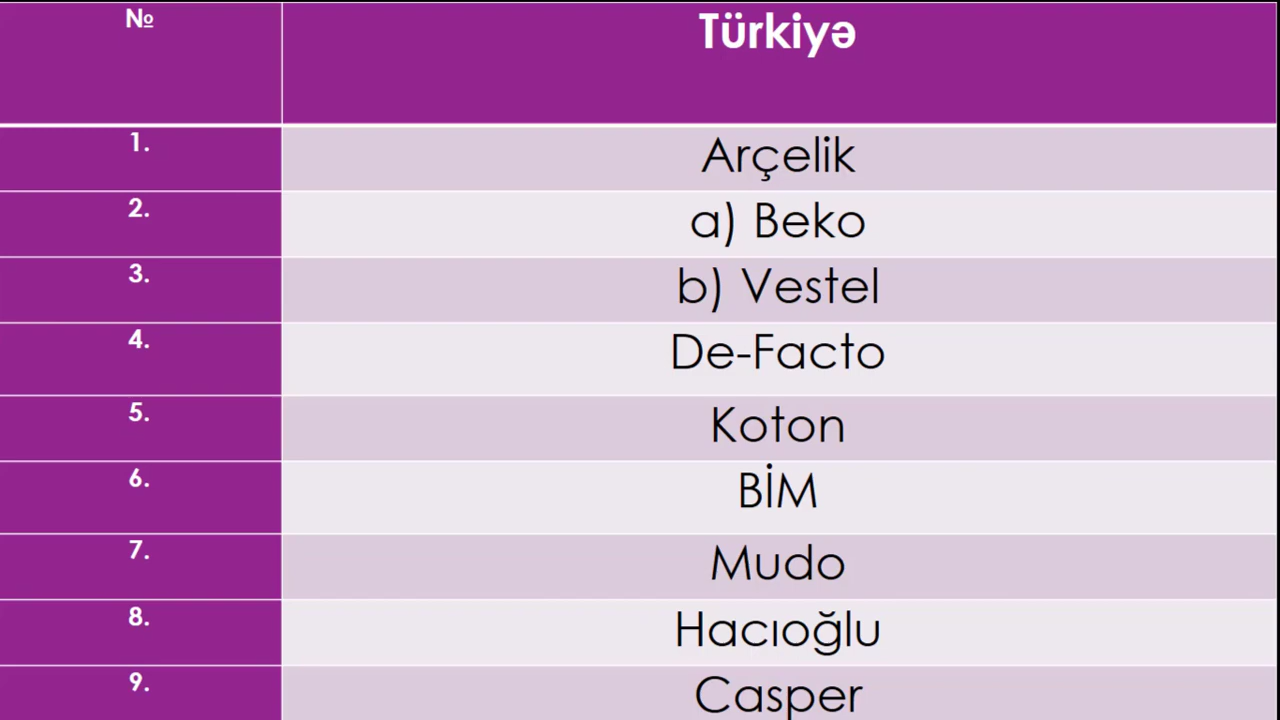 № Türkiyə
1. Arçelik
2. a) Beko
3. b) Vestel
4. De-Facto
5. Koton
6. BİM
7. Mudo
8. Hacıoğlu
9. Casper